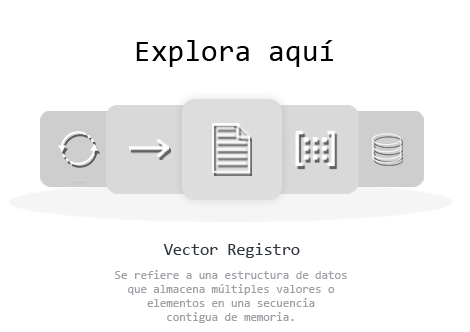 Explora aquí
Vector Registro
Se refiere a una estructura de datos
que almacena múltiples valores o
elementos en una secuencia
contigua de memoria.